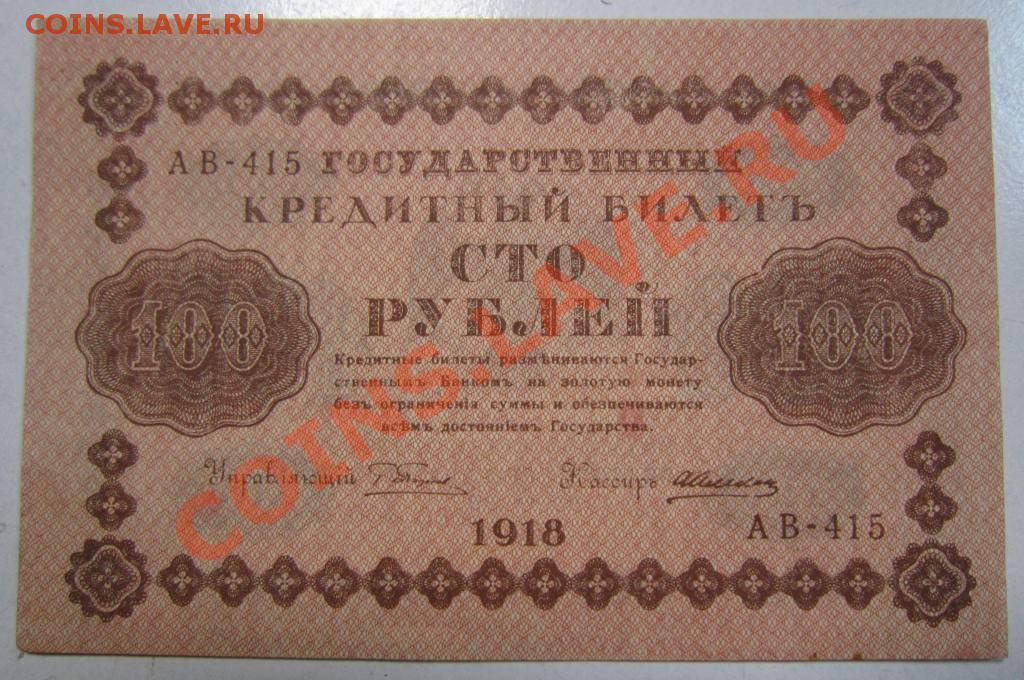 COINS.LAVE.RU
АВ-415 ГОСУДАРСТВЕННЫЙ
КРЕДИТНЫЙ БИЛЕТЪ
СТО
РУБЛЕЙ
100 100
Кредитные билеты размѣниваются Государ-
ственнымъ Банкомъ на золотую монету
безъ ограниченія суммы и обезпечиваются
всѣмъ достояніемъ Государства.
Управляющій Кассиръ
1918
АВ-415
COINS.LAVE.RU